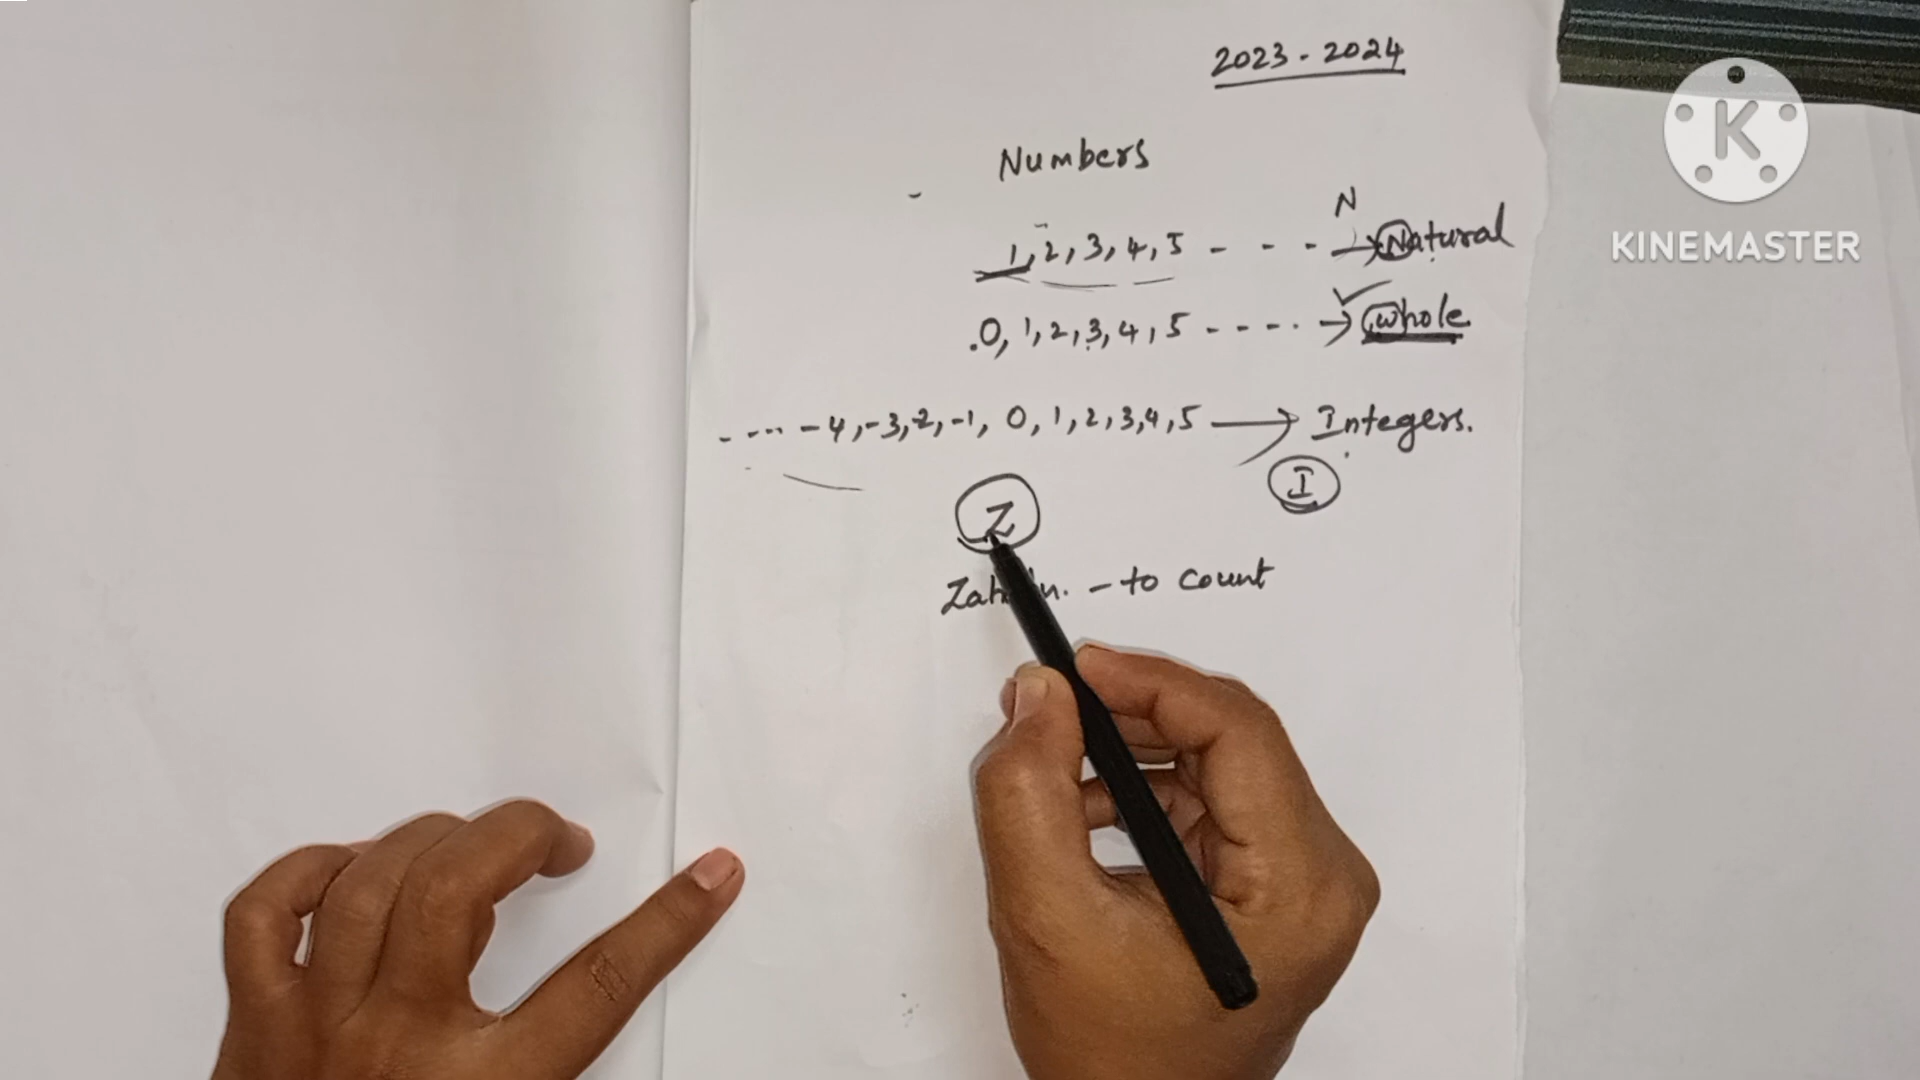 2023 - 2024
Numbers
N
1, 2, 3, 4, 5 - - - → Natural
.0, 1, 2, 3, 4, 5 - - - - → Whole
- - - - - 4, -3, -2, -1, 0, 1, 2, 3, 4, 5 → Integers.
I
Z
- to count
K
KINEMASTER